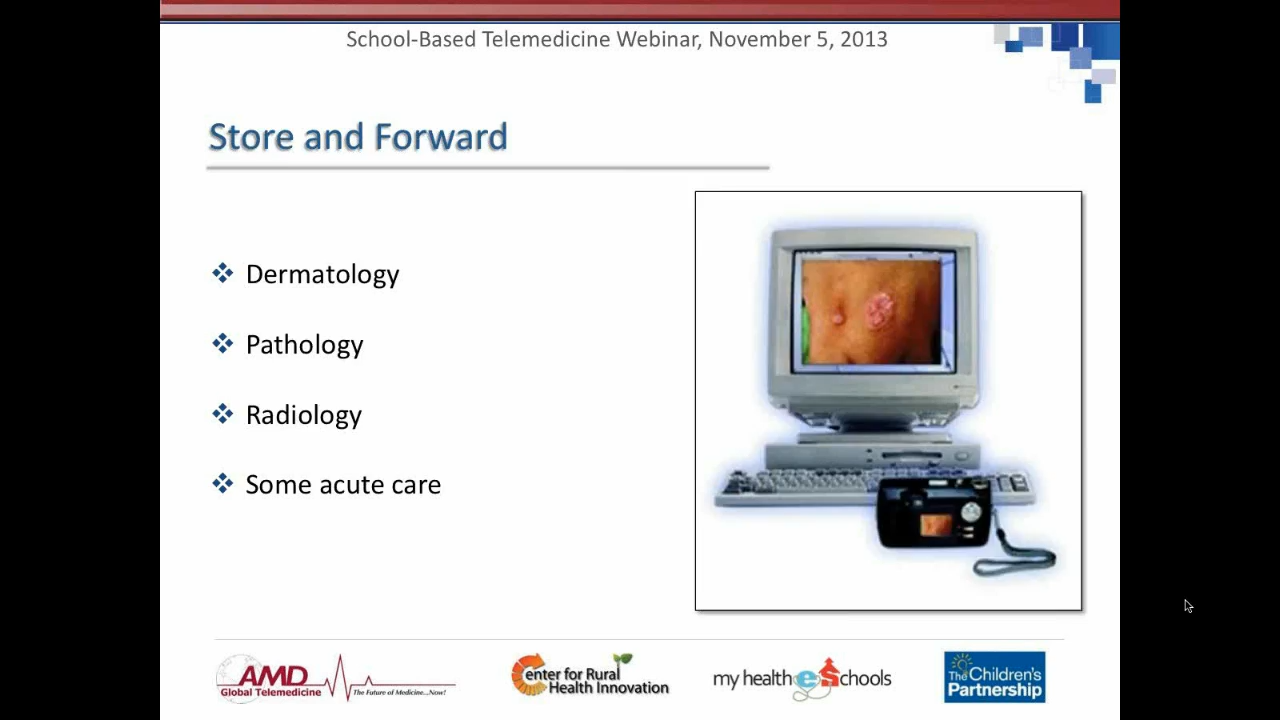 School-Based Telemedicine Webinar, November 5, 2013
Store and Forward
Dermatology
Pathology
Radiology
Some acute care
AMD
Global Telemedicine
The Future of Medicine...Now!
Center for Rural
Health Innovation
my health e Schools
The Children's
Partnership